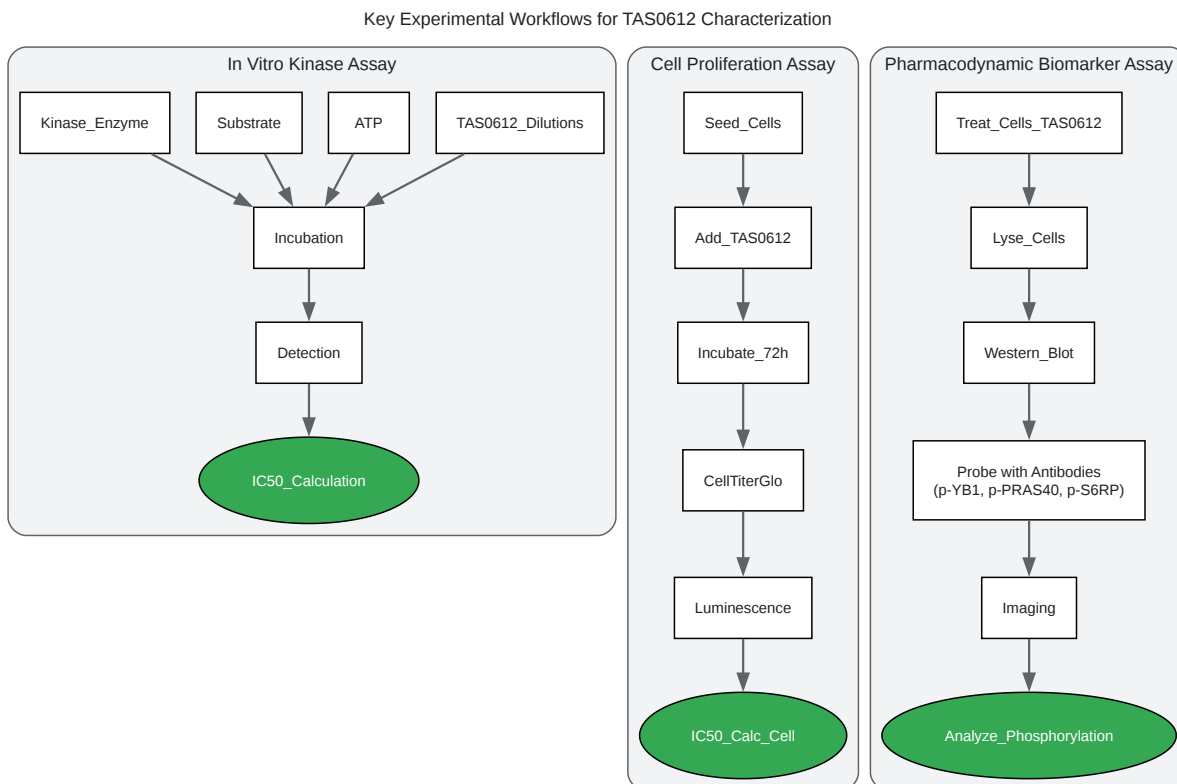 Key Experimental Workflows for TAS0612 Characterization
In Vitro Kinase Assay
Kinase_Enzyme
Substrate
ATP
TAS0612_Dilutions
Incubation
Detection
IC50_Calculation
Cell Proliferation Assay
Seed_Cells
Add_TAS0612
Incubate_72h
CellTiterGlo
Luminescence
IC50_Calc_Cell
Pharmacodynamic Biomarker Assay
Treat_Cells_TAS0612
Lyse_Cells
Western_Blot
Probe with Antibodies
(p-YB1, p-PRAS40, p-S6RP)
Imaging
Analyze_Phosphorylation